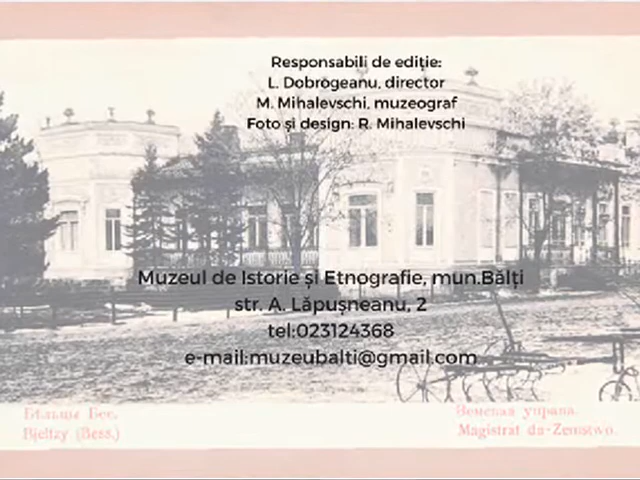 Responsabili de ediție:
L. Dobrogeanu, director
M. Mihalevschi, muzeograf
Foto și design: R. Mihalevschi
Muzeul de Istorie și Etnografie, mun.Bălți
str. A. Lăpușneanu, 2
tel:023124368
e-mail:muzeubalti@gmail.com
Бѣльцы Бес.
Земская управа.
Bjeltzy (Bess.)
Magistrat du-Zemstwo.